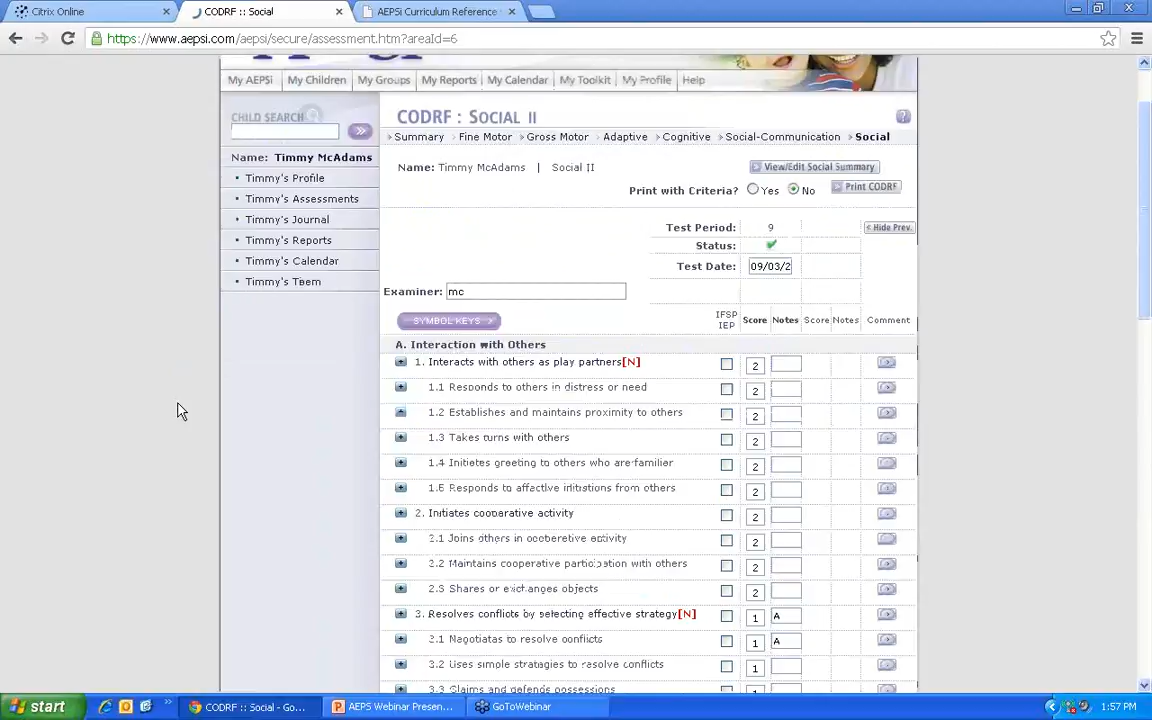 Citrix Online
CODRF :: Social
AEPSi Curriculum Reference
https://www.aepsi.com/aepsi/secure/assessment.htm?areaId=6
My AEPSi My Children My Groups My Reports My Calendar My Toolkit My Profile Help
CHILD SEARCH
Name: Timmy McAdams
Timmy's Profile
Timmy's Assessments
Timmy's Journal
Timmy's Reports
Timmy's Calendar
Timmy's Team
CODRF : SOCIAL II
Summary Fine Motor Gross Motor Adaptive Cognitive Social-Communication Social
Name: Timmy McAdams | Social II
View/Edit Social Summary
Print with Criteria? Yes No Print CODRF
Test Period: 9 < Hide Prev.
Status:
Test Date: 09/03/2
Examiner: mc
SYMBOL KEYS >
IFSP IEP Score Notes Score Notes Comment
A. Interaction with Others
1. Interacts with others as play partners[N] 2
1.1 Responds to others in distress or need 2
1.2 Establishes and maintains proximity to others 2
1.3 Takes turns with others 2
1.4 Initiates greeting to others who are familiar 2
1.5 Responds to affective initiations from others 2
2. Initiates cooperative activity 2
2.1 Joins others in cooperative activity 2
2.2 Maintains cooperative participation with others 2
2.3 Shares or exchanges objects 2
3. Resolves conflicts by selecting effective strategy[N] 1 A
3.1 Negotiates to resolve conflicts 1 A
3.2 Uses simple strategies to resolve conflicts 1
3.3 Claims and defends possessions
start
CODRF :: Social - Go...
AEPS Webinar Presen...
GoToWebinar
1:57 PM